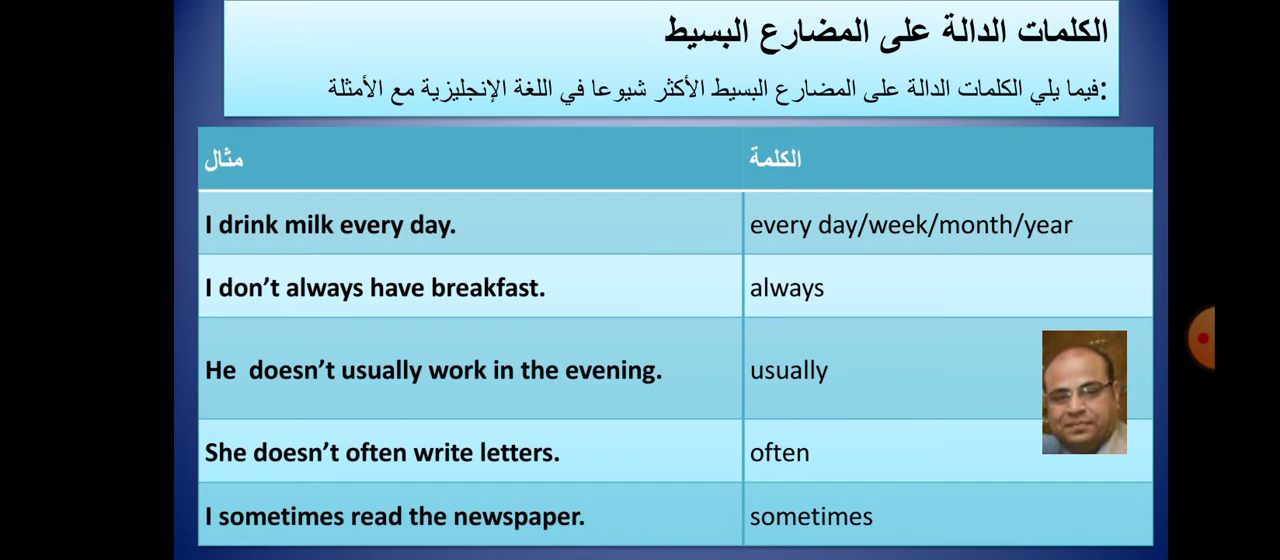 الكلمات الدالة على المضارع البسيط
فيما يلي الكلمات الدالة على المضارع البسيط الأكثر شيوعا في اللغة الإنجليزية مع الأمثلة:
مثال الكلمة
I drink milk every day. every day/week/month/year
I don’t always have breakfast. always
He doesn’t usually work in the evening. usually
She doesn’t often write letters. often
I sometimes read the newspaper. sometimes